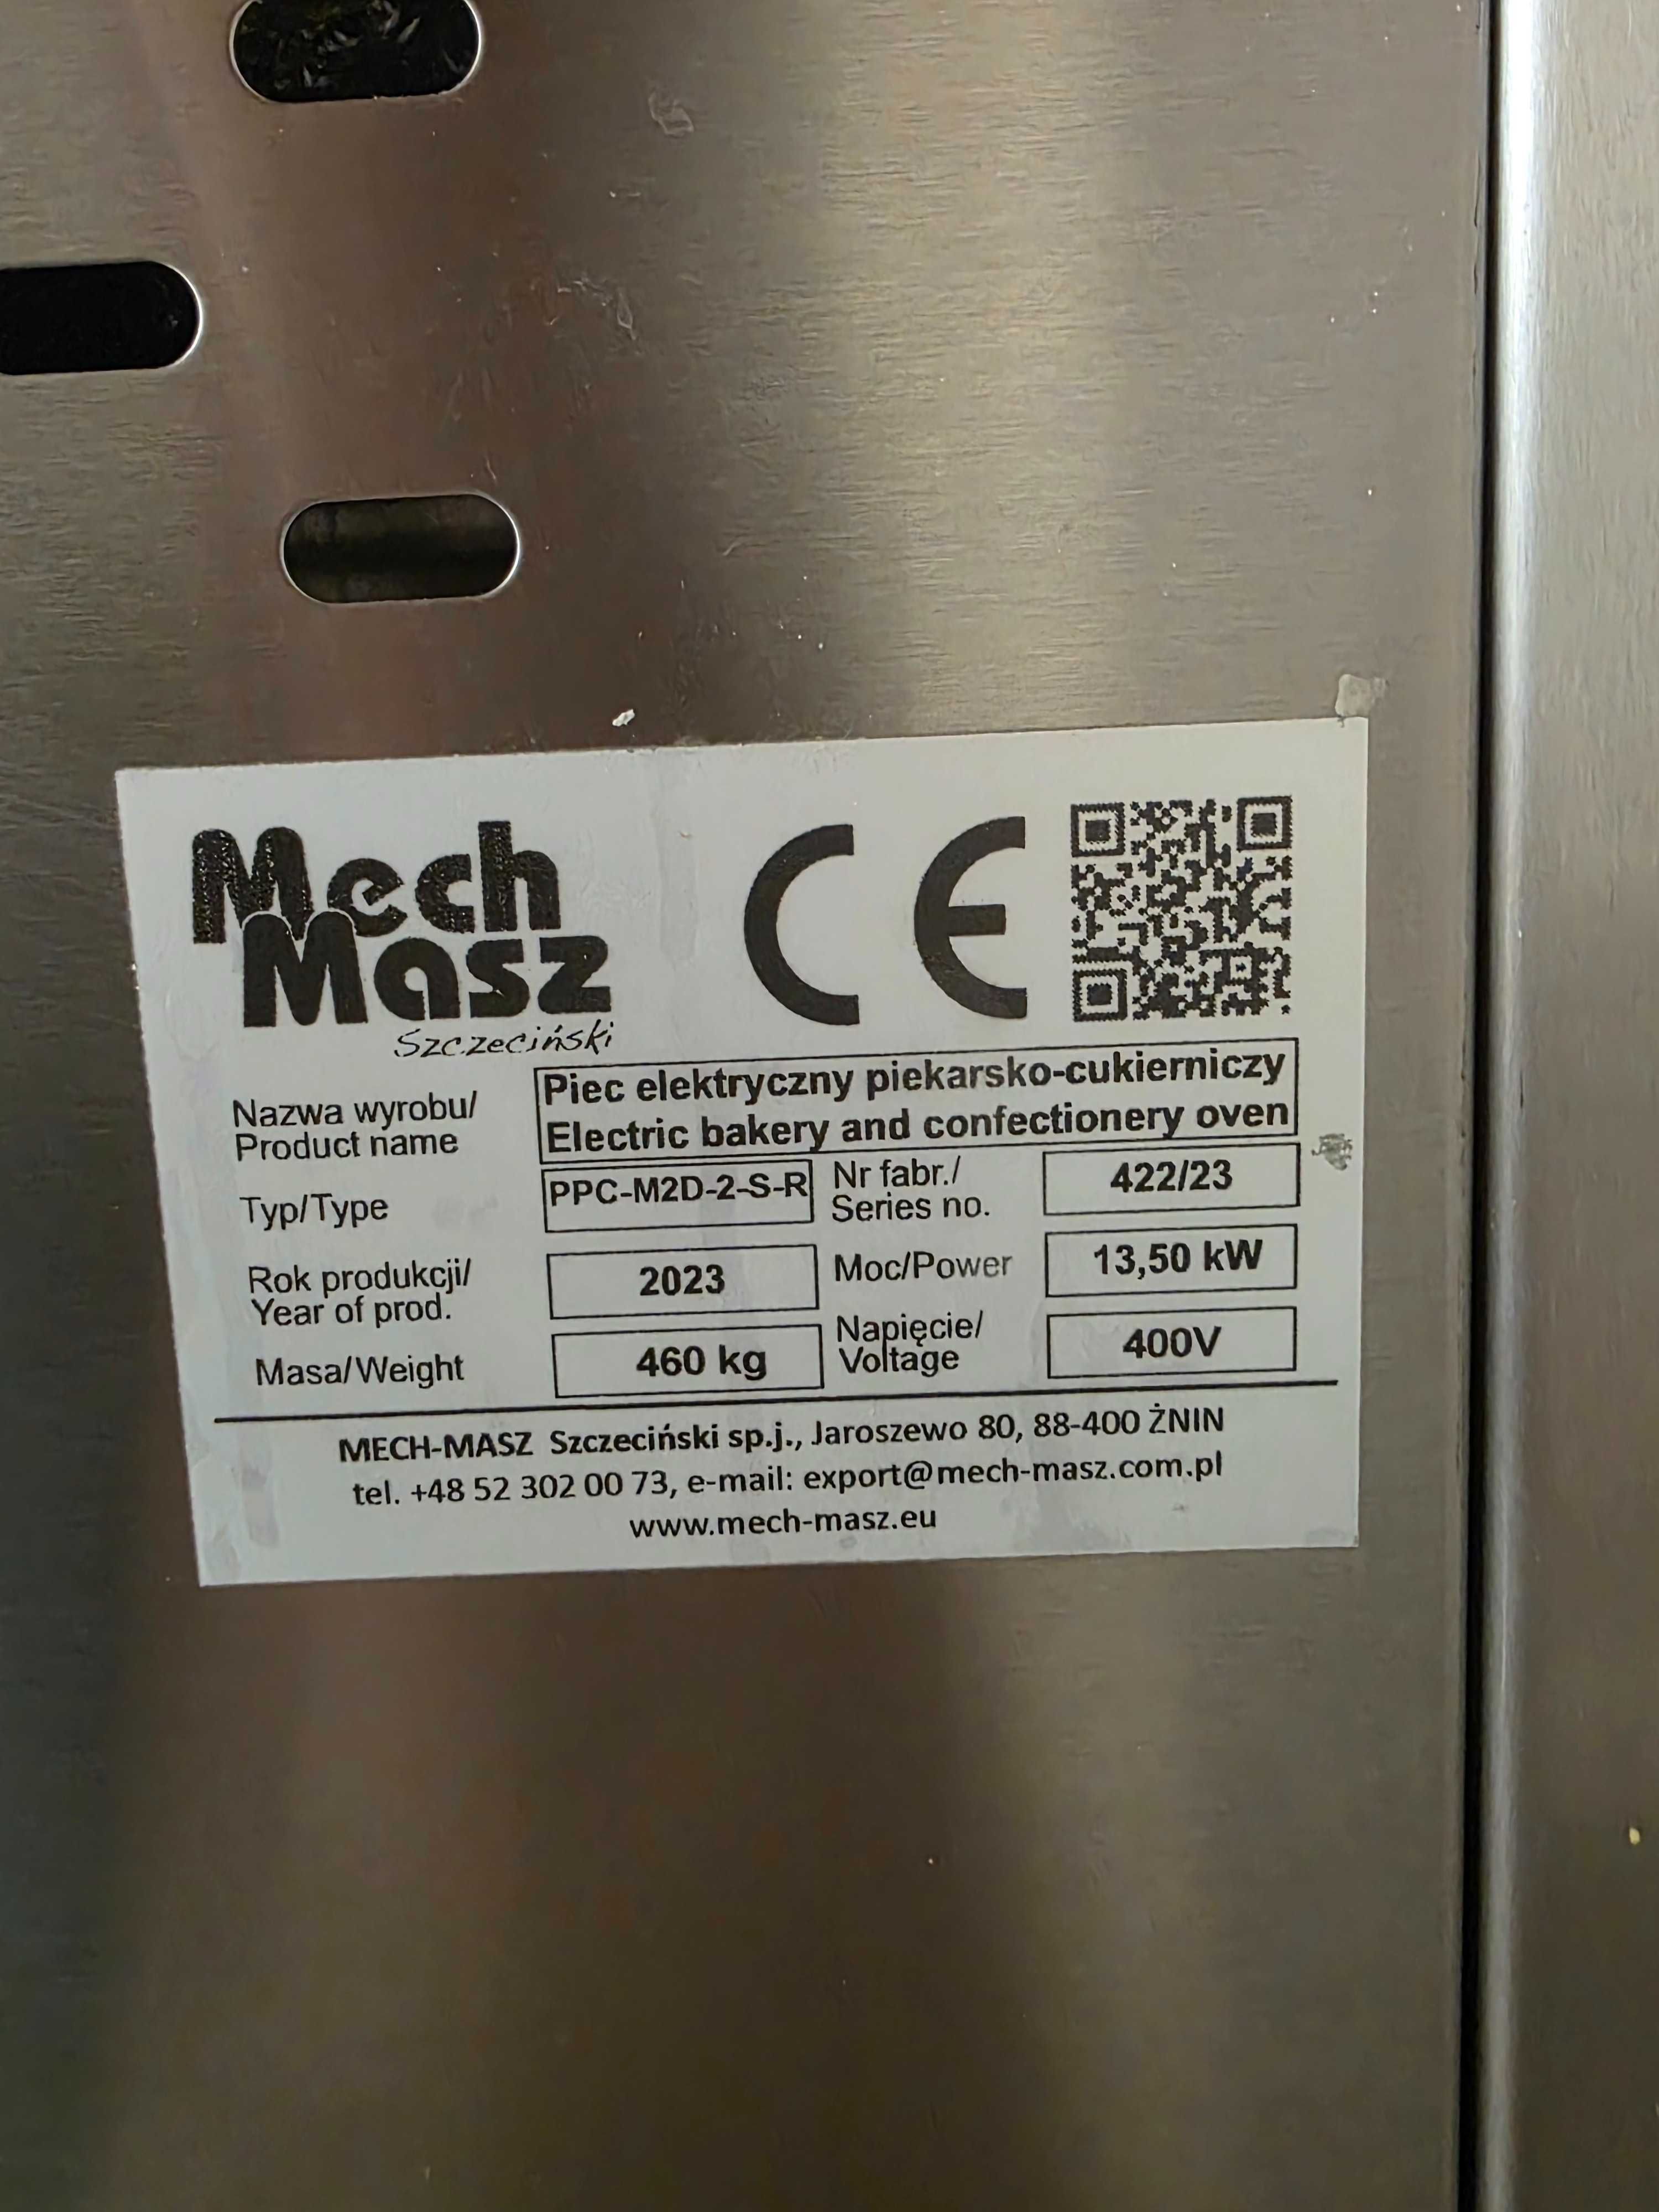 Mech
Masz
Szczeciński
CE
Nazwa wyrobu/
Product name
Piec elektryczny piekarsko-cukierniczy
Electric bakery and confectionery oven
Typ/Type
PPC-M2D-2-S-R
Nr fabr./
Series no.
422/23
Rok produkcji/
Year of prod.
2023
Moc/Power
13,50 kW
Masa/Weight
460 kg
Napięcie/
Voltage
400V
MECH-MASZ Szczeciński sp.j., Jaroszewo 80, 88-400 ŻNIN
tel. +48 52 302 00 73, e-mail: export@mech-masz.com.pl
www.mech-masz.eu